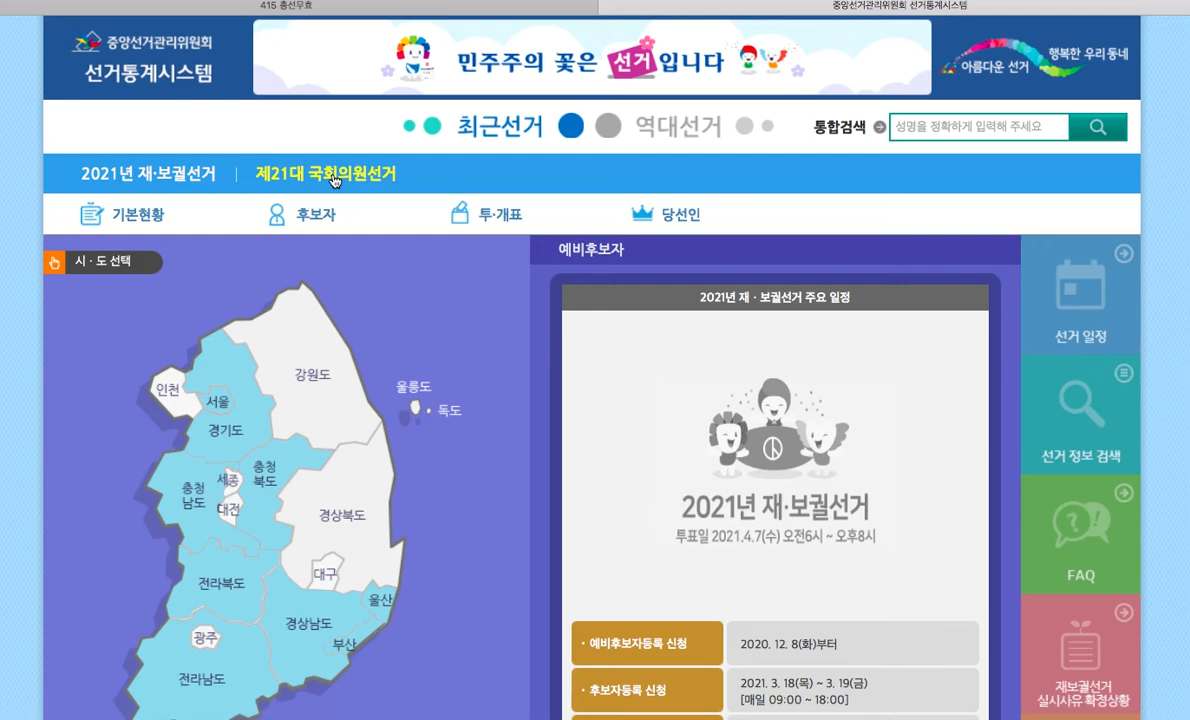 415 총선무효
중앙선거관리위원회 선거통계시스템
중앙선거관리위원회
선거통계시스템
민주주의 꽃은 선거입니다
아름다운 선거
행복한 우리동네
최근선거
역대선거
통합검색
성명을 정확하게 입력해 주세요
2021년 재·보궐선거
제21대 국회의원선거
기본현황
후보자
투·개표
당선인
시·도 선택
예비후보자
2021년 재·보궐선거 주요 일정
선거 일정
강원도
인천
서울
경기도
울릉도
독도
충청
북도
세종
충청
남도
대전
경상북도
대구
전라북도
울산
경상남도
부산
광주
전라남도
2021년 재·보궐선거
투표일 2021.4.7(수) 오전6시 ~ 오후8시
선거 정보 검색
FAQ
· 예비후보자등록 신청
2020. 12. 8(화)부터
· 후보자등록 신청
2021. 3. 18(목) ~ 3. 19(금)
[매일 09:00 ~ 18:00]
재보궐선거
실시사유 확정상황